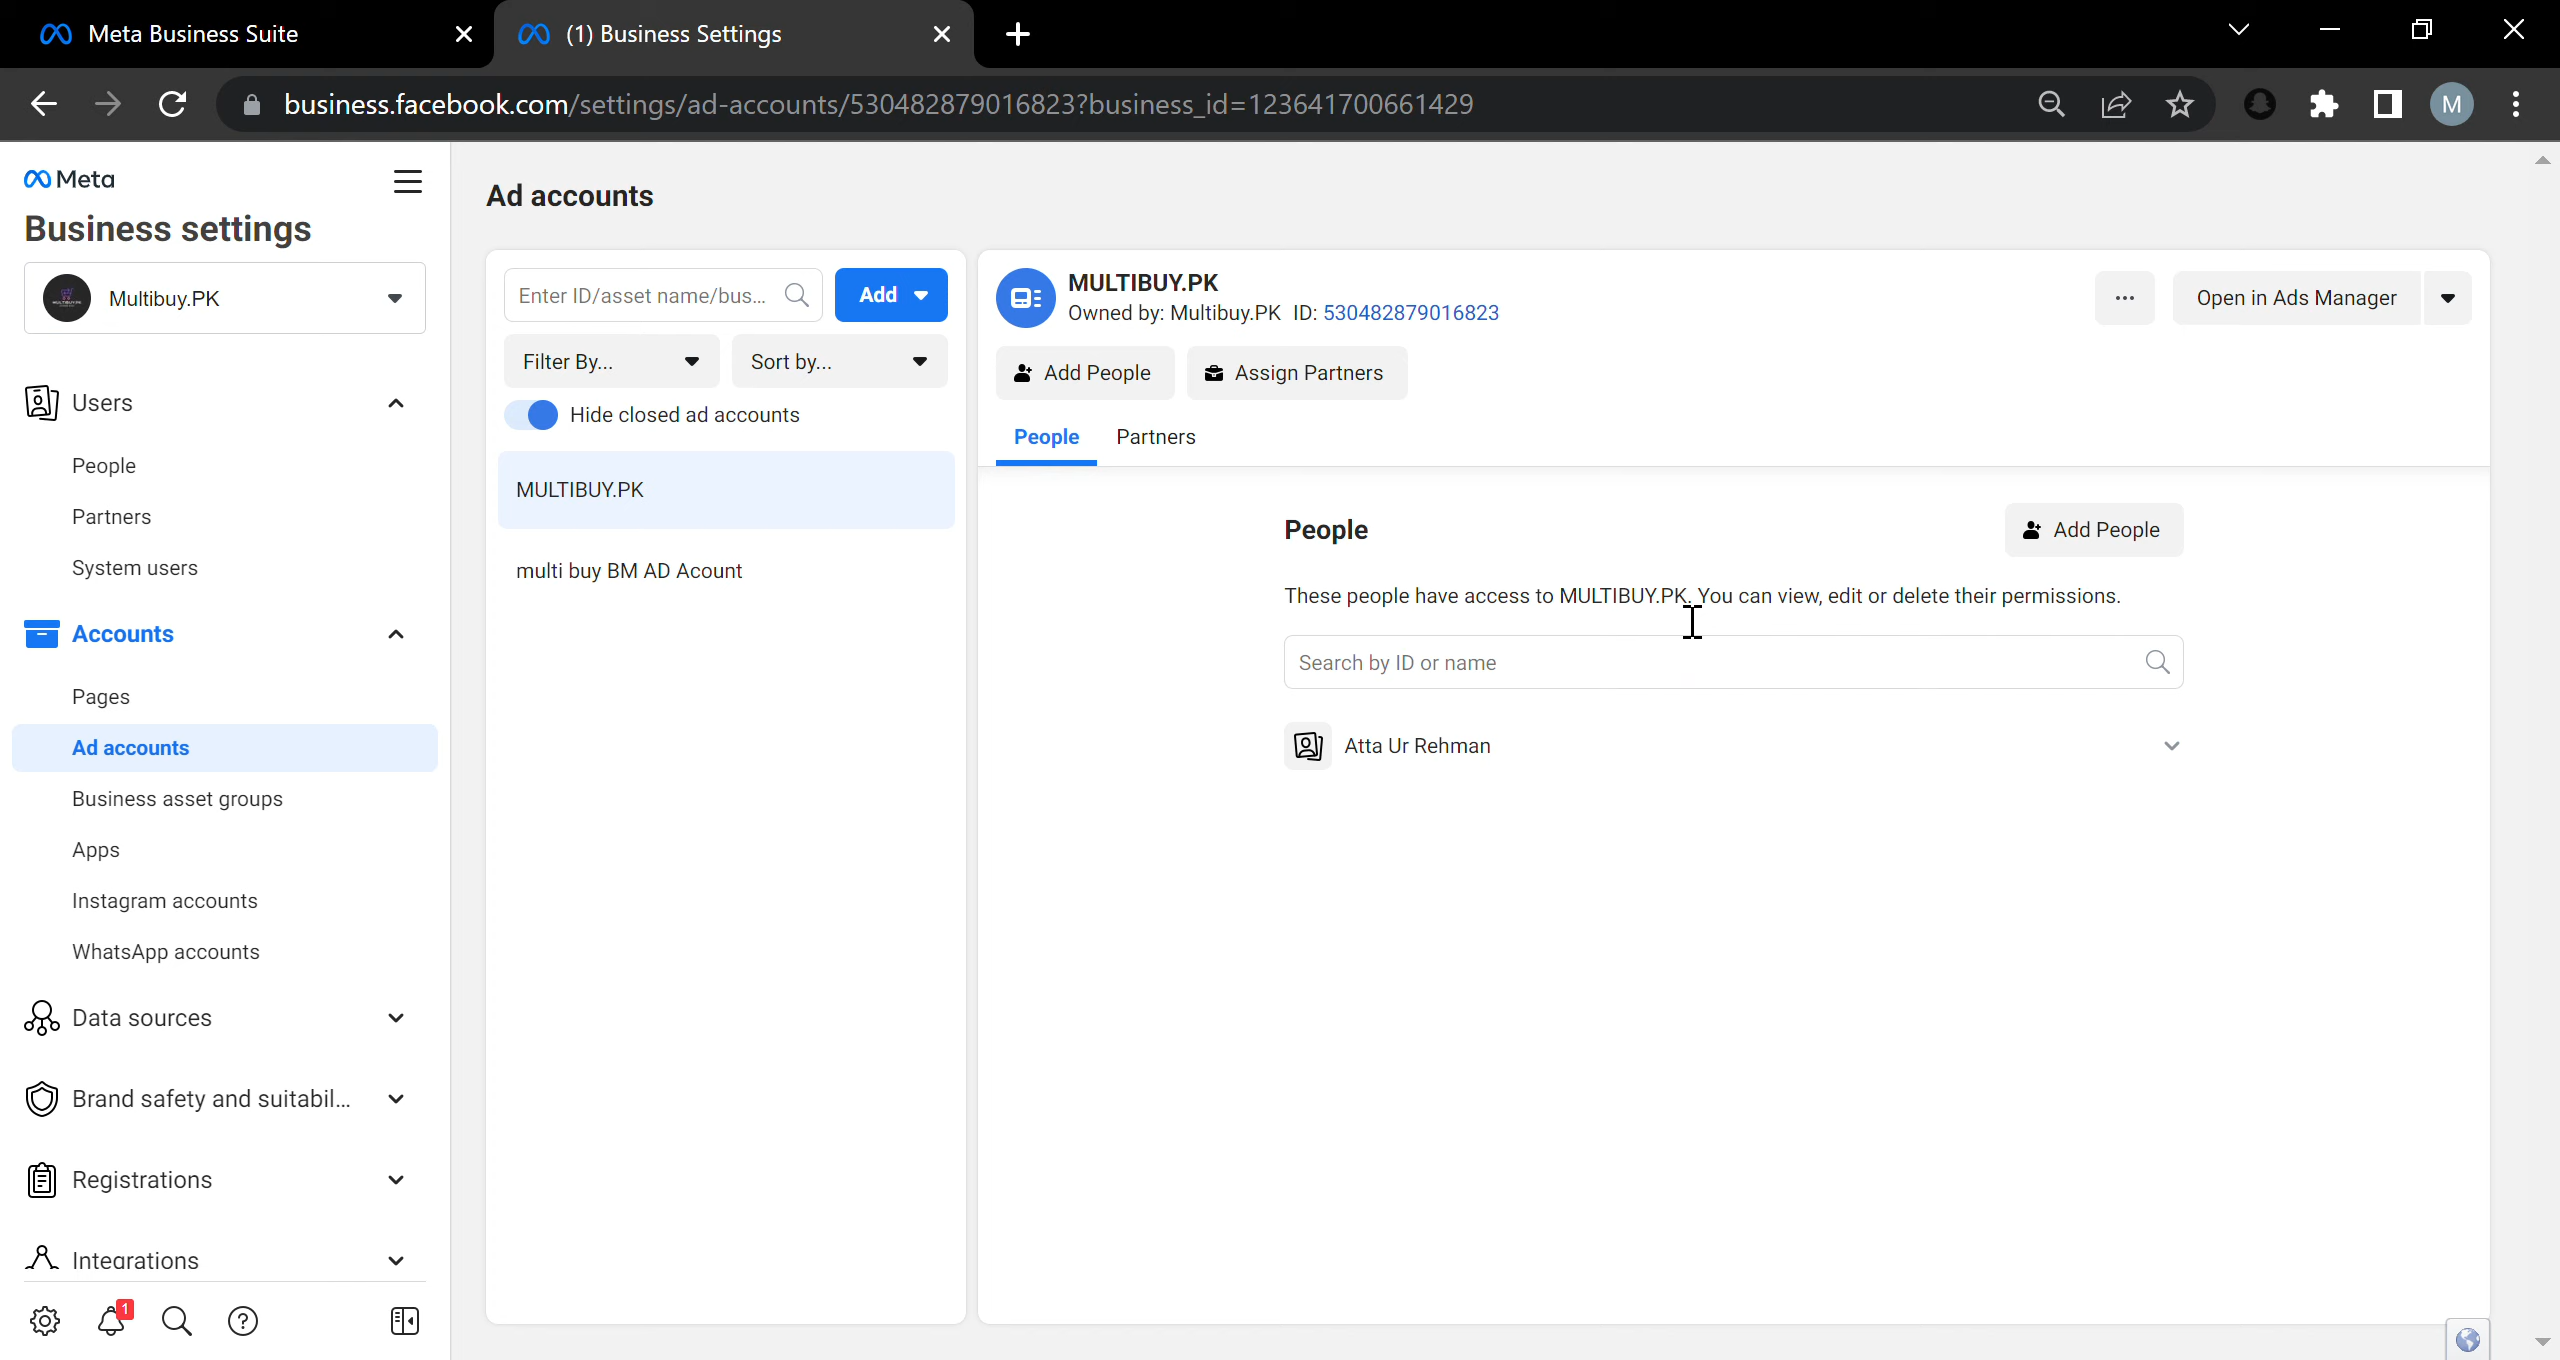 Meta Business Suite
(1) Business Settings
business.facebook.com/settings/ad-accounts/530482879016823?business_id=123641700661429
M
Meta
Business settings
Multibuy.PK
Users
People
Partners
System users
Accounts
Pages
Ad accounts
Business asset groups
Apps
Instagram accounts
WhatsApp accounts
Data sources
Brand safety and suitabil...
Registrations
Integrations
1
Ad accounts
Enter ID/asset name/bus...
Add
Filter By...
Sort by...
Hide closed ad accounts
MULTIBUY.PK
multi buy BM AD Acount
MULTIBUY.PK
Owned by: Multibuy.PK ID: 530482879016823
...
Open in Ads Manager
Add People
Assign Partners
People
Partners
People
Add People
These people have access to MULTIBUY.PK. You can view, edit or delete their permissions.
Search by ID or name
Atta Ur Rehman